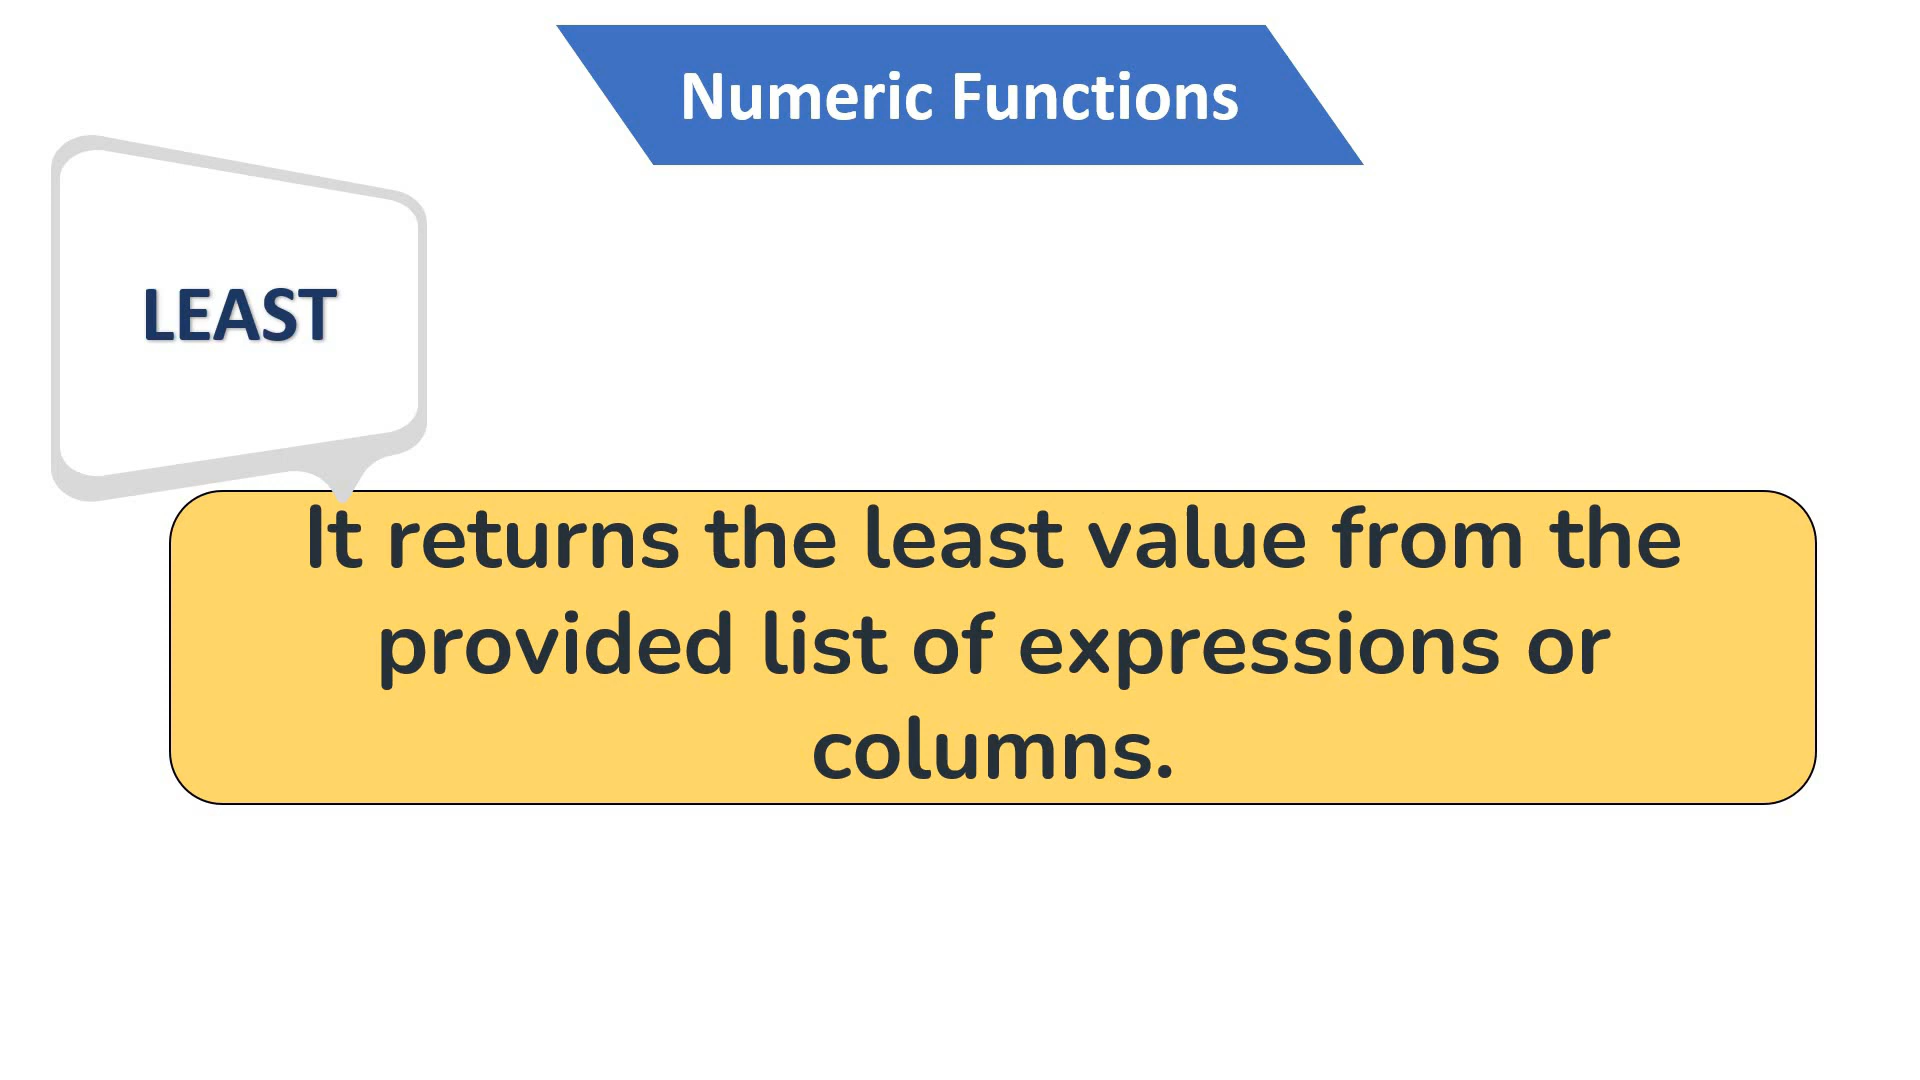 Numeric Functions
LEAST
It returns the least value from the
provided list of expressions or
columns.